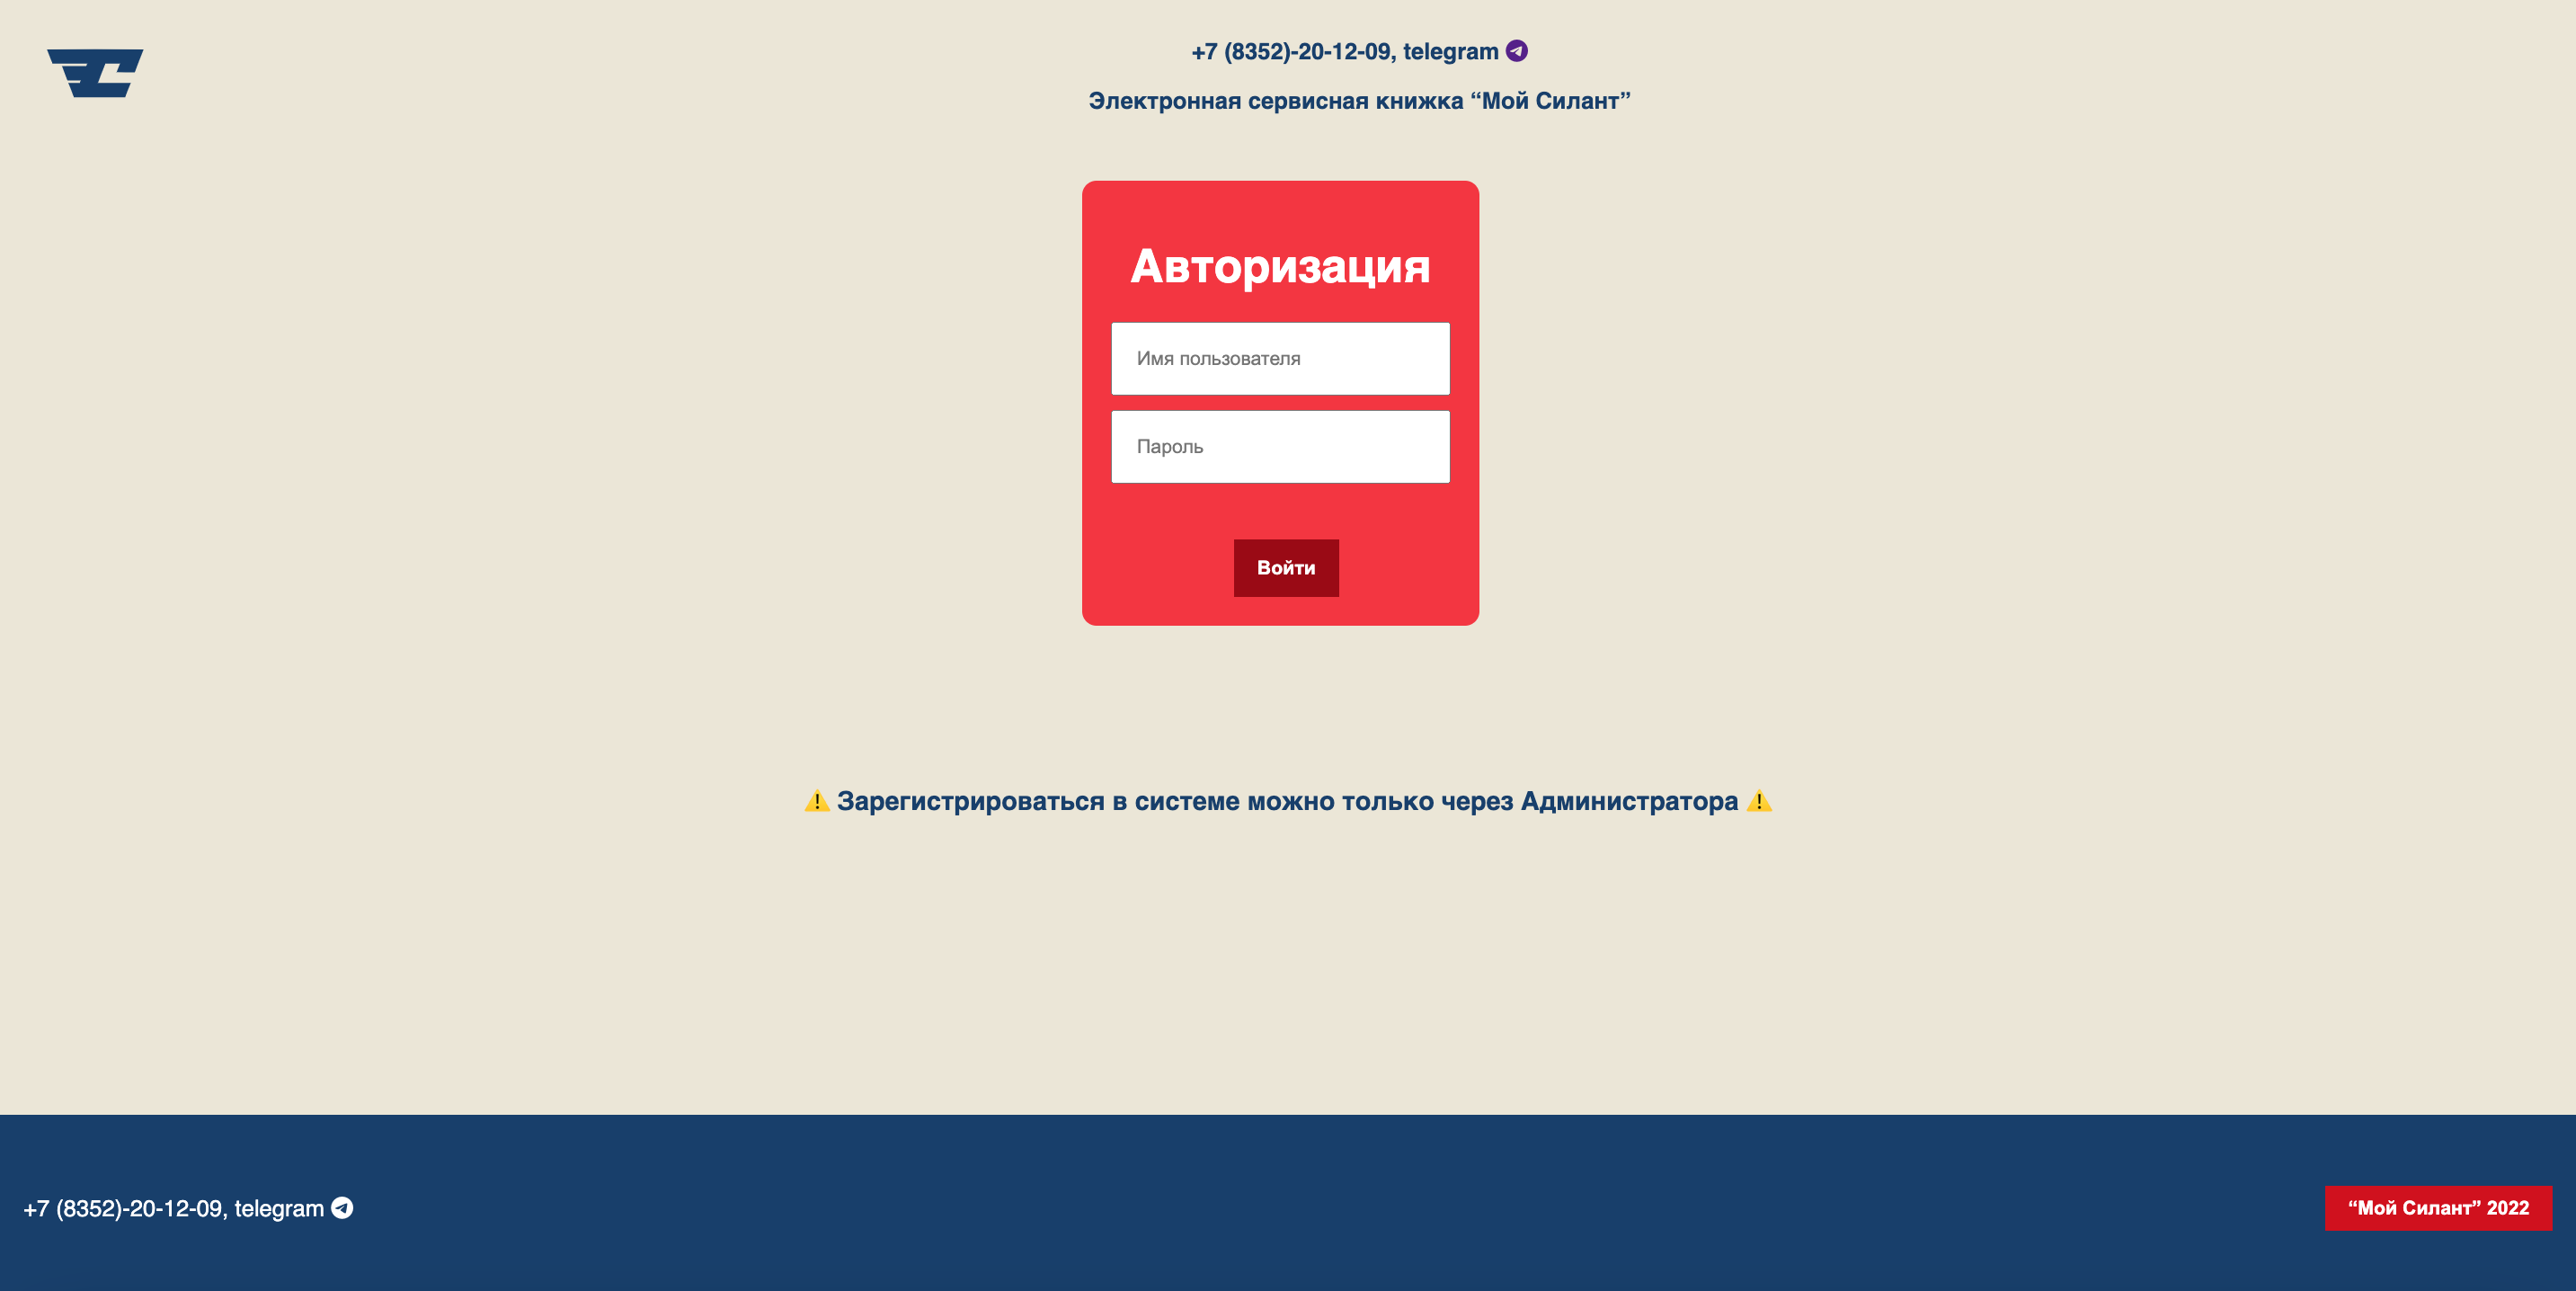 +7 (8352)-20-12-09, telegram
Электронная сервисная книжка “Мой Силант”
Авторизация
Имя пользователя
Пароль
Войти
⚠️ Зарегистрироваться в системе можно только через Администратора ⚠️
+7 (8352)-20-12-09, telegram
“Мой Силант” 2022